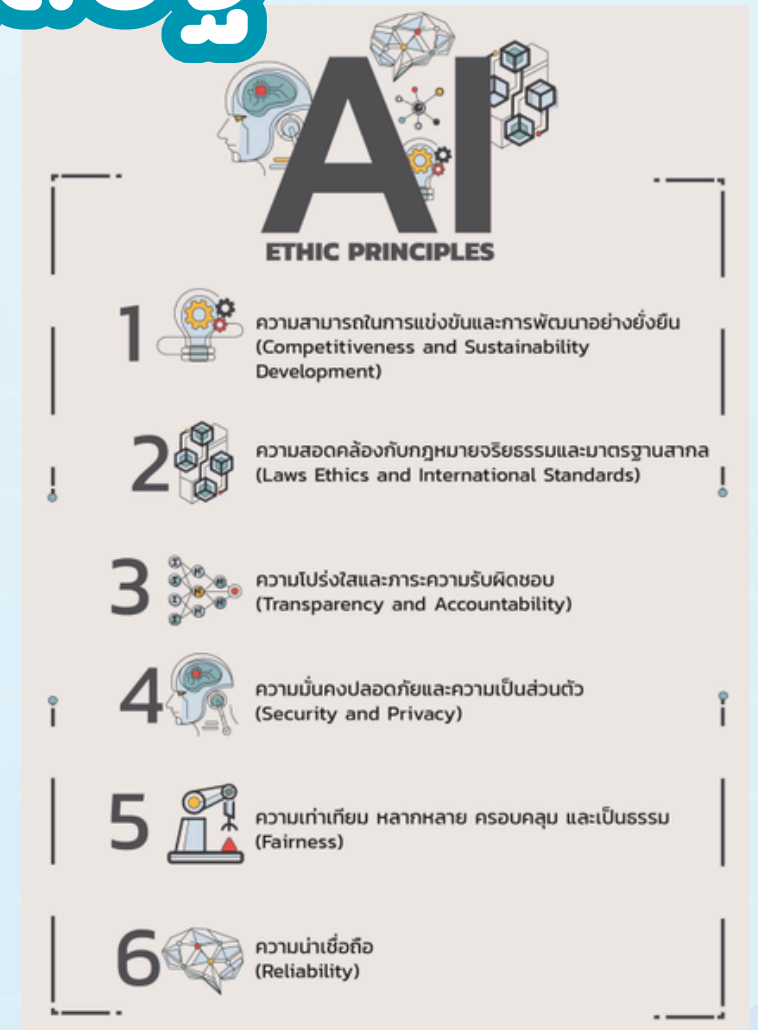 AI
ETHIC PRINCIPLES
1
ความสามารถในการแข่งขันและการพัฒนาอย่างยั่งยืน
(Competitiveness and Sustainability
Development)
2
ความสอดคล้องกับกฎหมายจริยธรรมและมาตรฐานสากล
(Laws Ethics and International Standards)
3
ความโปร่งใสและภาระความรับผิดชอบ
(Transparency and Accountability)
4
ความมั่นคงปลอดภัยและความเป็นส่วนตัว
(Security and Privacy)
5
ความเท่าเทียม หลากหลาย ครอบคลุม และเป็นธรรม
(Fairness)
6
ความน่าเชื่อถือ
(Reliability)